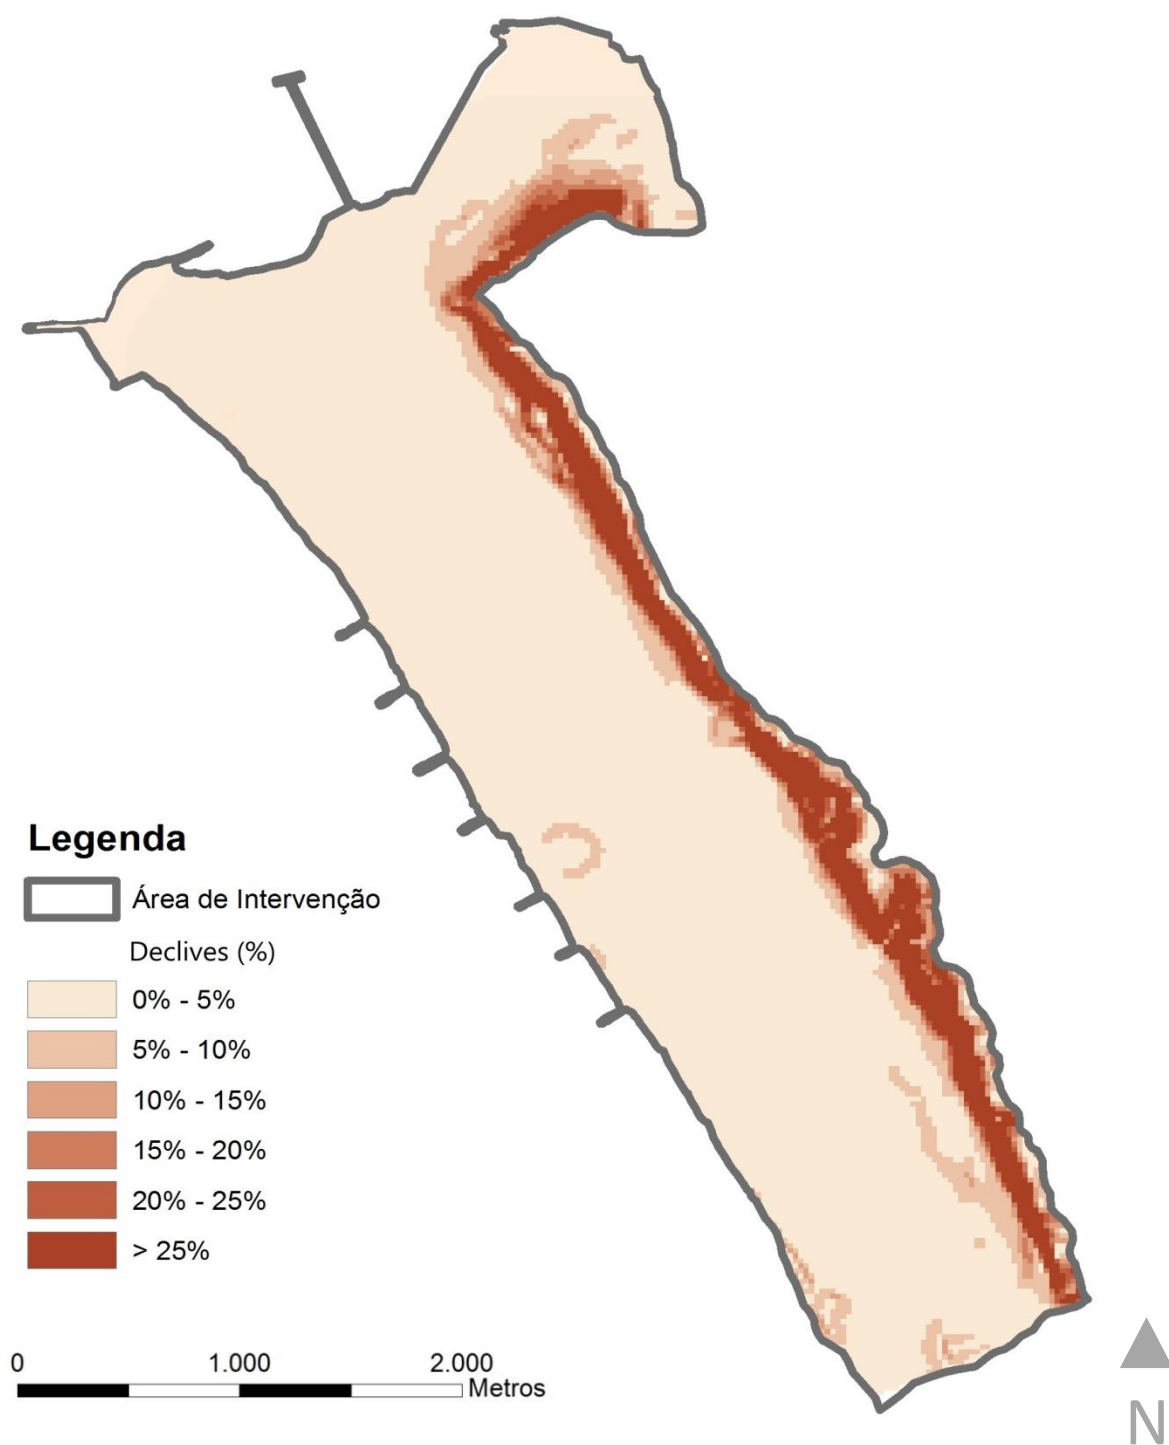 Legenda
Área de Intervenção
Declives (%)
0% - 5%
5% - 10%
10% - 15%
15% - 20%
20% - 25%
> 25%
0 1.000 2.000
Metros
N